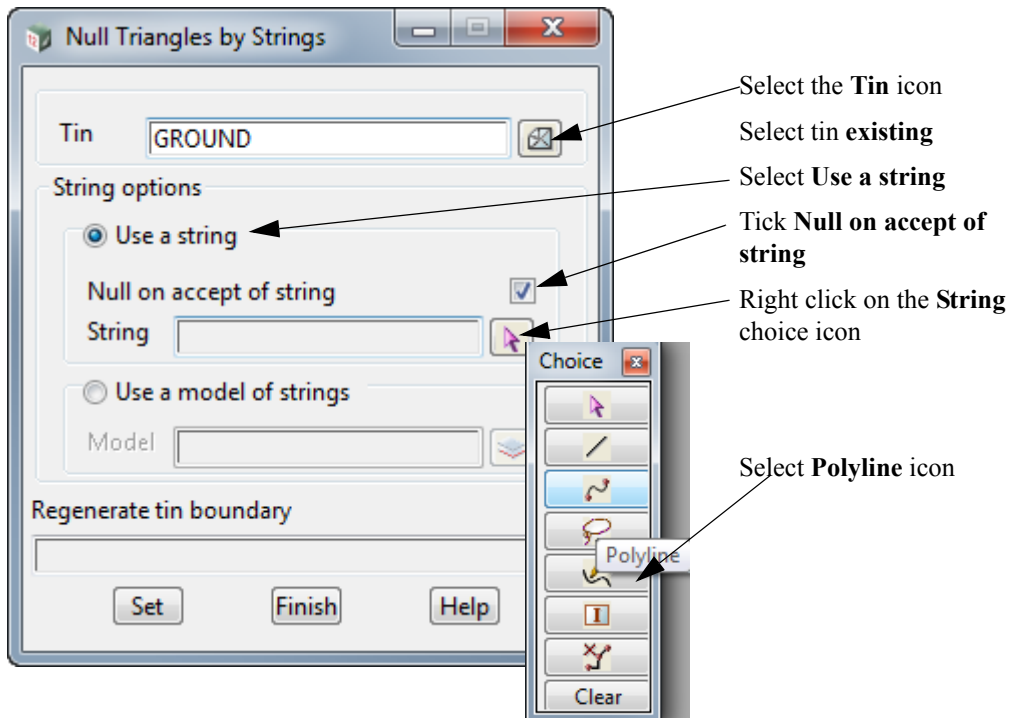 Null Triangles by Strings
Tin
GROUND
String options
Use a string
Null on accept of string
String
Use a model of strings
Model
Regenerate tin boundary
Set
Finish
Help
Choice
Polyline
Clear
Select the Tin icon
Select tin existing
Select Use a string
Tick Null on accept of
string
Right click on the String
choice icon
Select Polyline icon